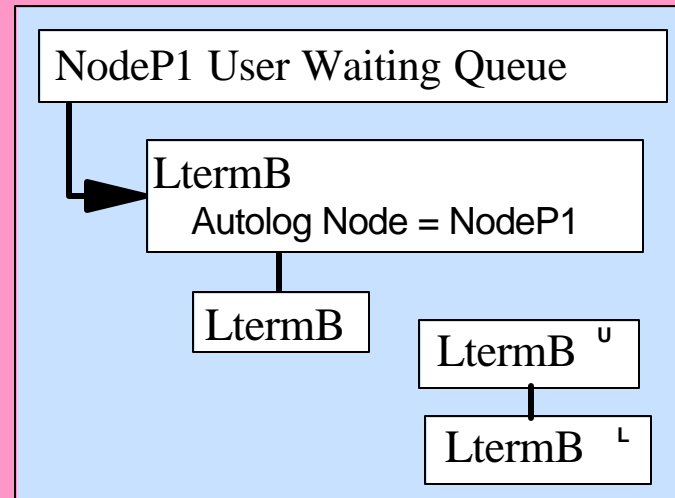 NodeP1 User Waiting Queue
LtermB
Autolog Node = NodeP1
LtermB
LtermB U
LtermB L